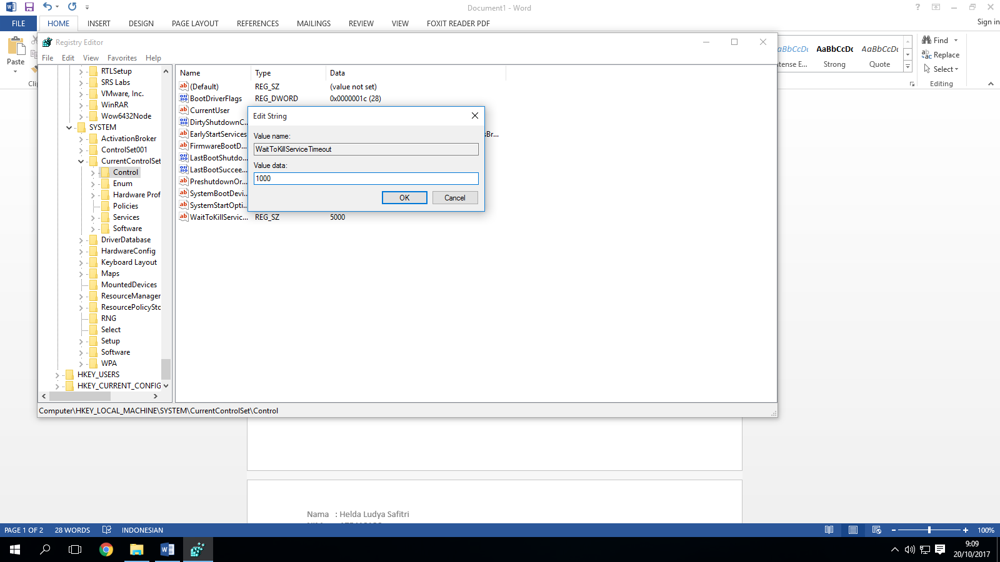 Document1 - Word
FILE
HOME
INSERT
DESIGN
PAGE LAYOUT
REFERENCES
MAILINGS
REVIEW
VIEW
FOXIT READER PDF
Sign in
Paste
AaBbCcDc
AaBbCcDc
Strong
Quote
Find
Replace
Select
Editing
Registry Editor
File Edit View Favorites Help
RTLSetup
SRS Labs
VMware, Inc.
WinRAR
Wow6432Node
SYSTEM
ActivationBroker
ControlSet001
CurrentControlSet
Control
Enum
Hardware Prof
Policies
Services
Software
DriverDatabase
HardwareConfig
Keyboard Layout
Maps
MountedDevices
ResourceManager
ResourcePolicySto
RNG
Select
Setup
Software
WPA
HKEY_USERS
HKEY_CURRENT_CONFIG
Name Type Data
(Default) REG_SZ (value not set)
BootDriverFlags REG_DWORD 0x0000001c (28)
CurrentUser
DirtyShutdownC...
EarlyStartServices
FirmwareBootD...
LastBootShutdo...
LastBootSuccee...
PreshutdownOr...
SystemBootDevi...
SystemStartOpti...
WaitToKillServic... REG_SZ 5000
Edit String
Value name:
WaitToKillServiceTimeout
Value data:
1000
OK Cancel
Computer\HKEY_LOCAL_MACHINE\SYSTEM\CurrentControlSet\Control
Nama : Helda Ludya Safitri
PAGE 1 OF 2 28 WORDS INDONESIAN
100%
9:09
20/10/2017